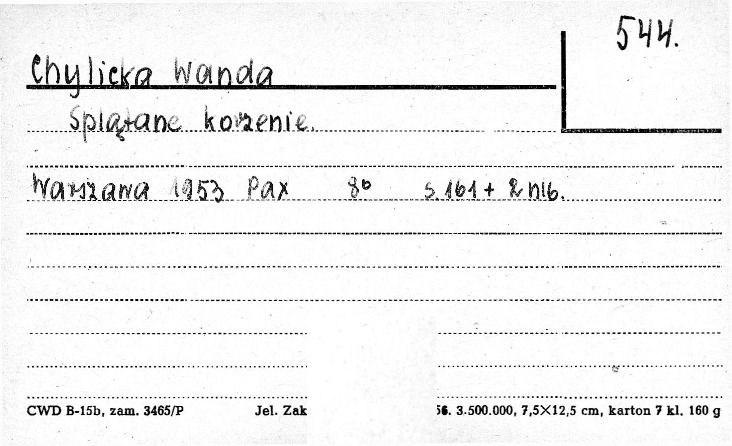 544.
Chylicka Wanda
Splątane korzenie.
Warszawa 1953 Pax 8° s. 161 + 2 nlb.
CWD B-15b, zam. 3465/P Jel. Zak 56. 3.500.000, 7,5×12,5 cm, karton 7 kl. 160 g